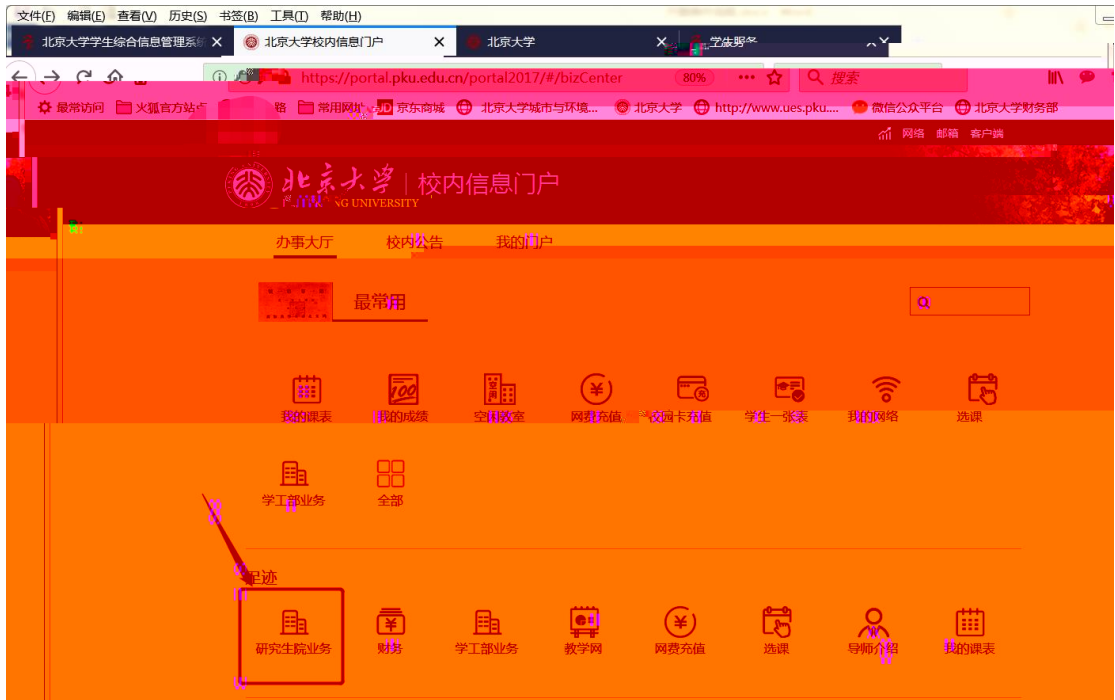 文件(F) 编辑(E) 查看(V) 历史(S) 书签(B) 工具(T) 帮助(H)
北京大学学生综合信息管理系统 北京大学校内信息门户 北京大学 学生服务
https://portal.pku.edu.cn/portal2017/#/bizCenter 80% 搜索
最常访问 火狐官方站点 常用网址 JD 京东商城 北京大学城市与环境... 北京大学 http://www.ues.pku.... 微信公众平台 北京大学财务部
网络 邮箱 客户端
北京大学 校内信息门户
UNIVERSITY
办事大厅 校内公告 我的门户
最常用
我的课表 我的成绩 空闲教室 网费充值 校园卡充值 学生一张表 我的网络 选课
学工部业务 全部
足迹
研究生院业务 财务 学工部业务 教学网 网费充值 选课 导师介绍 我的课表